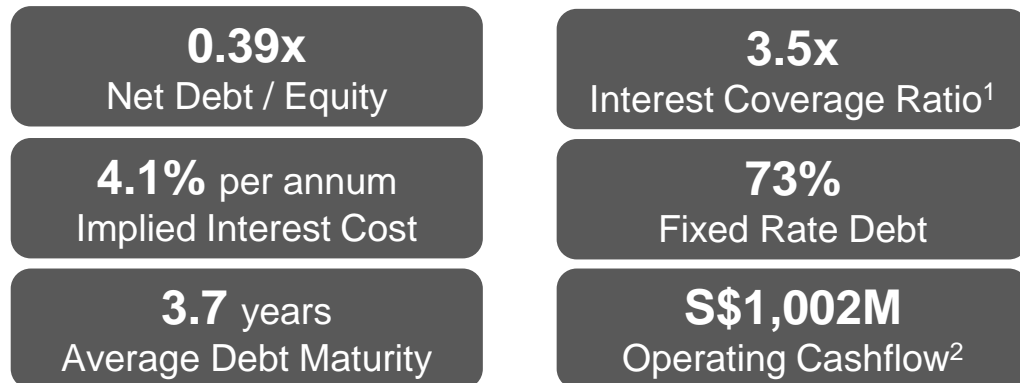 0.39x
Net Debt / Equity
3.5x
Interest Coverage Ratio¹
4.1% per annum
Implied Interest Cost
73%
Fixed Rate Debt
3.7 years
Average Debt Maturity
S$1,002M
Operating Cashflow²